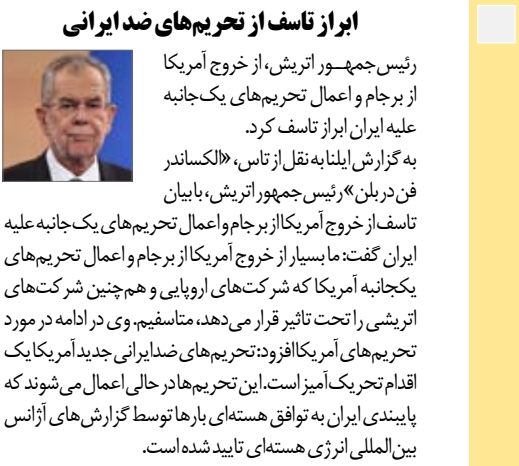 ابراز تاسف از تحریم‌های ضد ایرانی
رئیس‌جمهــور اتریش، از خروج آمریکا
از برجام و اعمال تحریم‌های یک‌جانبه
علیه ایران ابراز تاسف کرد.
به گزارش ایلنا به نقل از تاس، «الکساندر
فن در بلن» رئیس‌جمهور اتریش، با بیان
تاسف از خروج آمریکا از برجام و اعمال تحریم‌های یک‌جانبه علیه
ایران گفت: ما بسیار از خروج آمریکا از برجام و اعمال تحریم‌های
یکجانبه آمریکا که شرکت‌های اروپایی و هم‌چنین شرکت‌های
اتریشی را تحت تاثیر قرار می‌دهد، متاسفیم. وی در ادامه در مورد
تحریم‌های آمریکا افزود: تحریم‌های ضدایرانی جدید آمریکا یک
اقدام تحریک‌آمیز است. این تحریم‌ها در حالی اعمال می‌شوند که
پایبندی ایران به توافق هسته‌ای بارها توسط گزارش‌های آژانس
بین‌المللی انرژی هسته‌ای تایید شده است.